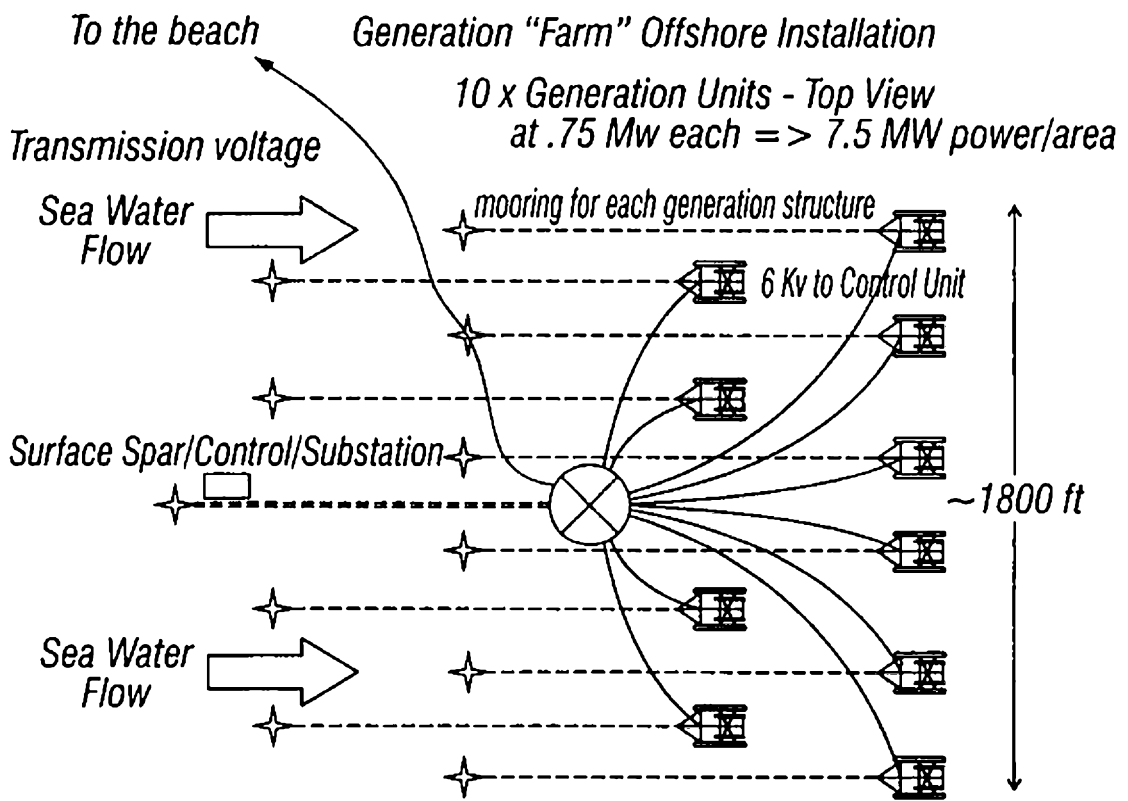 To the beach
Generation “Farm” Offshore Installation
10 x Generation Units - Top View
at .75 Mw each = > 7.5 MW power/area
Transmission voltage
Sea Water
Flow
mooring for each generation structure
6 Kv to Control Unit
Surface Spar/Control/Substation
~1800 ft
Sea Water
Flow